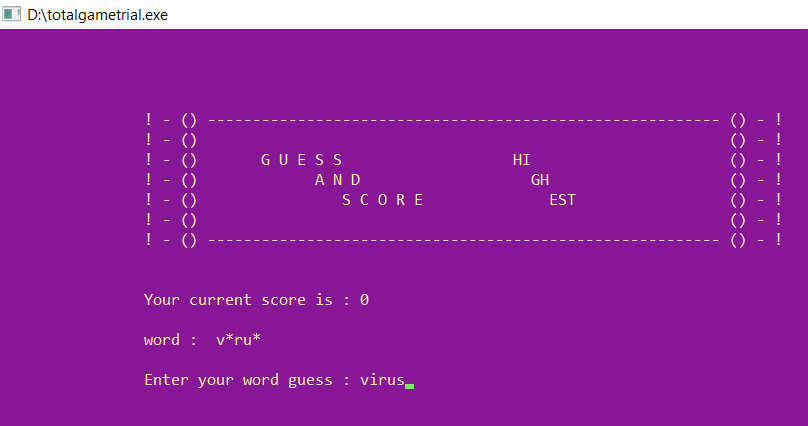 D:\totalgametrial.exe
! - () --------------------------------------------------------- () - !
! - () () - !
! - () G U E S S HI () - !
! - () A N D GH () - !
! - () S C O R E EST () - !
! - () () - !
! - () --------------------------------------------------------- () - !
Your current score is : 0
word : v*ru*
Enter your word guess : virus